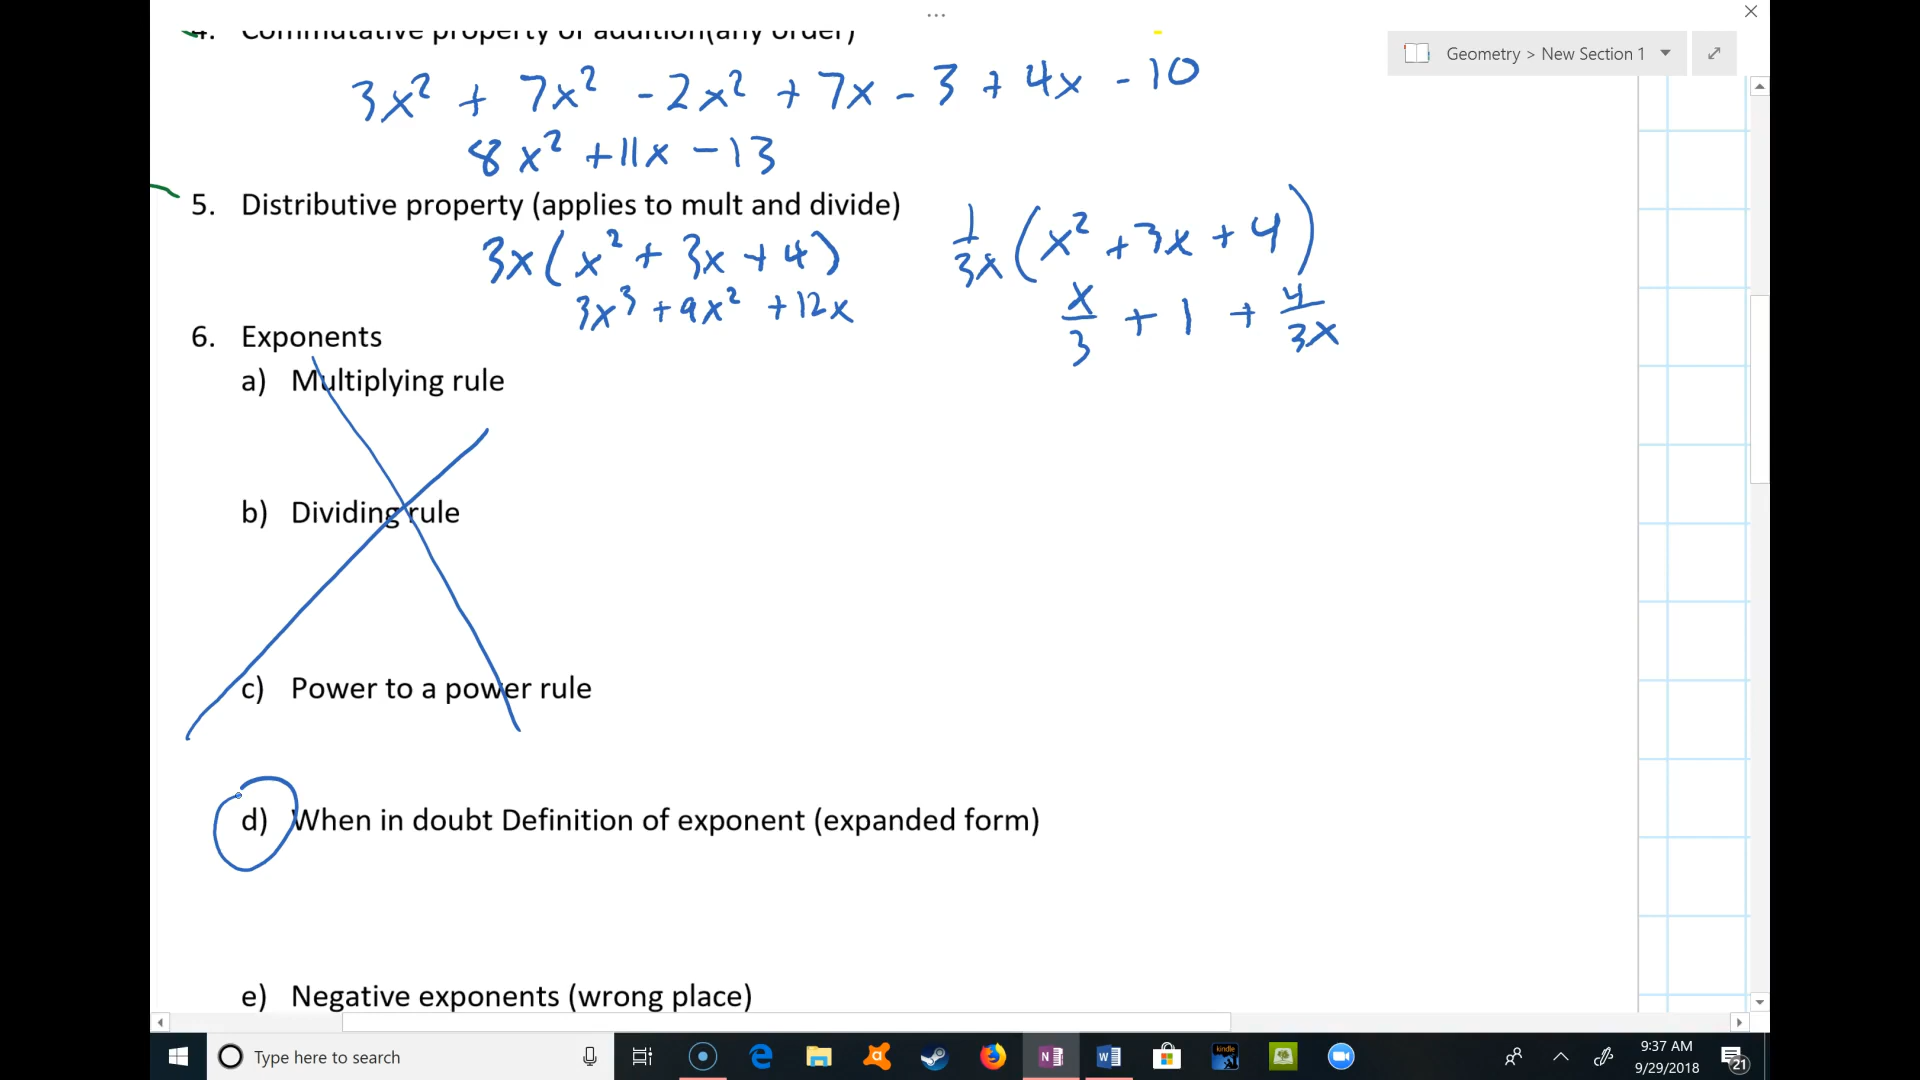 ...
4. Commutative property of addition(any order)
Geometry > New Section 1
3x² + 7x² - 2x² + 7x - 3 + 4x - 10
8x² + 11x - 13
5. Distributive property (applies to mult and divide)
3x(x² + 3x + 4)
3x³ + 9x² + 12x
1/3x (x² + 3x + 4)
x/3 + 1 + 4/3x
6. Exponents
a) Multiplying rule
b) Dividing rule
c) Power to a power rule
d) When in doubt Definition of exponent (expanded form)
e) Negative exponents (wrong place)
Type here to search
kindle
9:37 AM
9/29/2018
21